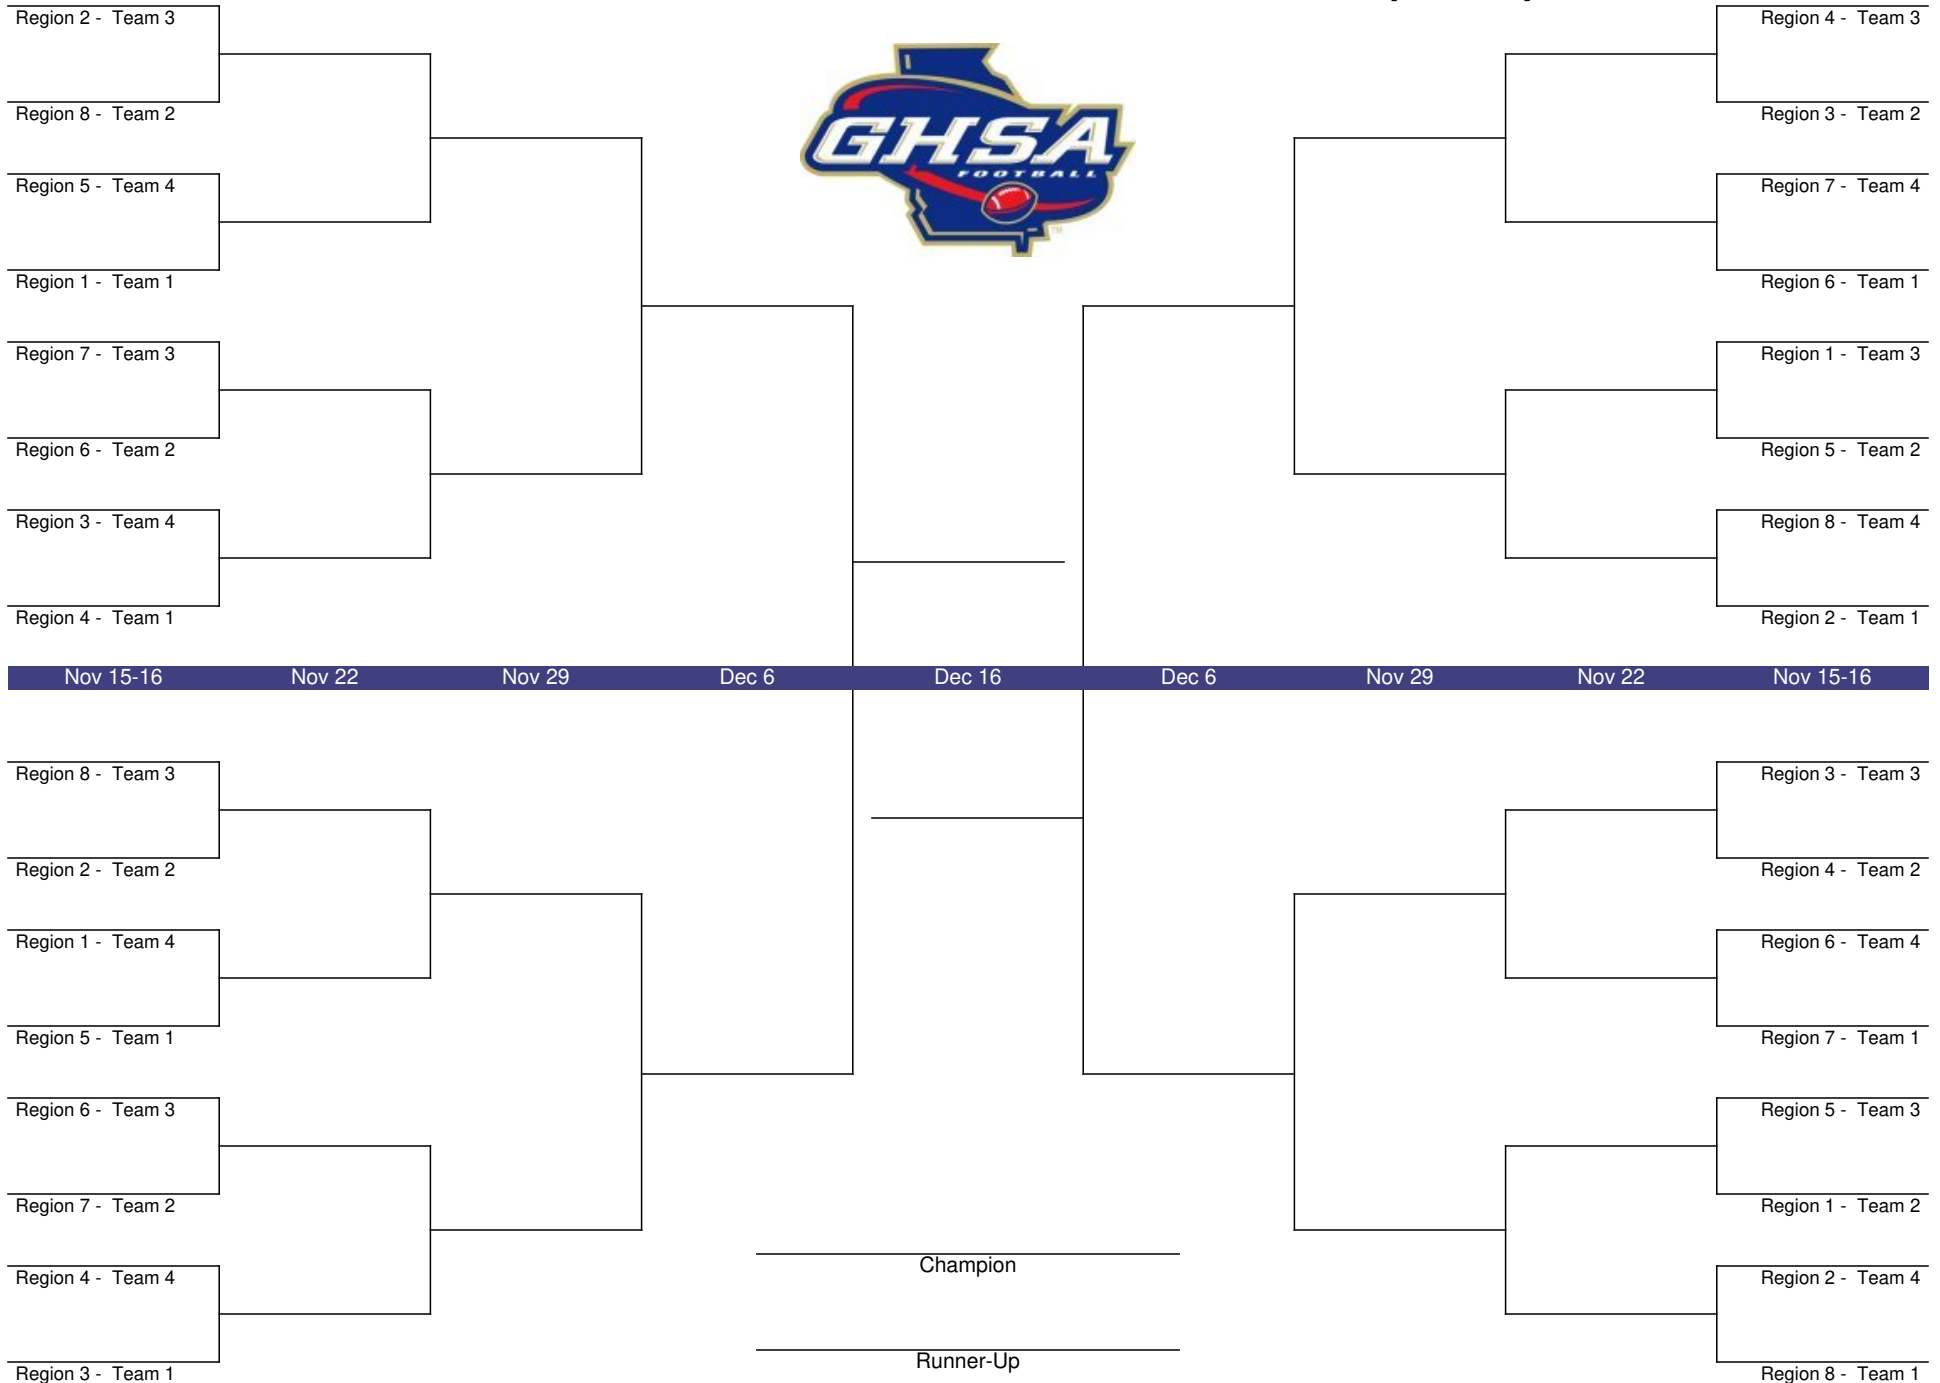 Region 2 - Team 3
Region 8 - Team 2
Region 5 - Team 4
Region 1 - Team 1
Region 7 - Team 3
Region 6 - Team 2
Region 3 - Team 4
Region 4 - Team 1
GHSA
FOOTBALL
TM
Region 4 - Team 3
Region 3 - Team 2
Region 7 - Team 4
Region 6 - Team 1
Region 1 - Team 3
Region 5 - Team 2
Region 8 - Team 4
Region 2 - Team 1
Nov 15-16 Nov 22 Nov 29 Dec 6 Dec 16 Dec 6 Nov 29 Nov 22 Nov 15-16
Region 8 - Team 3
Region 2 - Team 2
Region 1 - Team 4
Region 5 - Team 1
Region 6 - Team 3
Region 7 - Team 2
Region 4 - Team 4
Region 3 - Team 1
Region 3 - Team 3
Region 4 - Team 2
Region 6 - Team 4
Region 7 - Team 1
Region 5 - Team 3
Region 1 - Team 2
Region 2 - Team 4
Region 8 - Team 1
Champion
Runner-Up